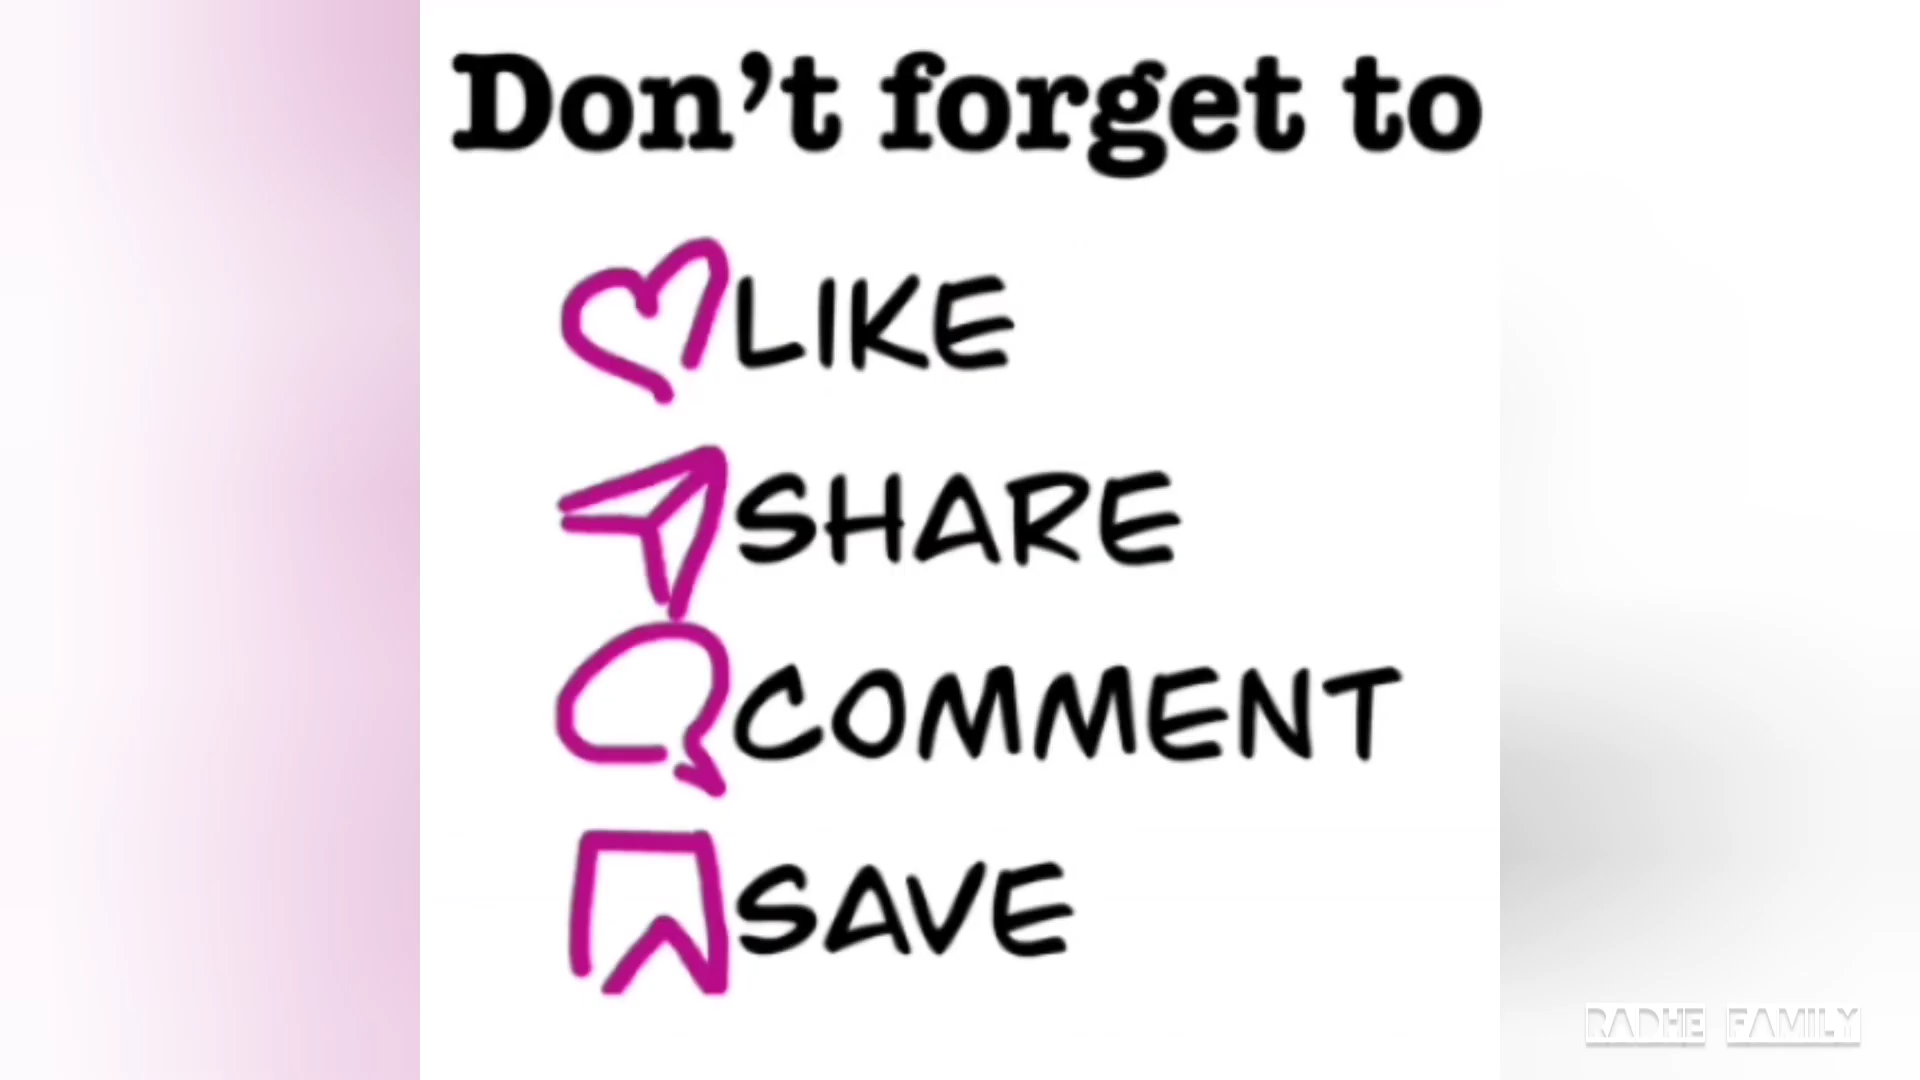 Don’t forget to
LIKE
SHARE
COMMENT
SAVE
RADHE FAMILY